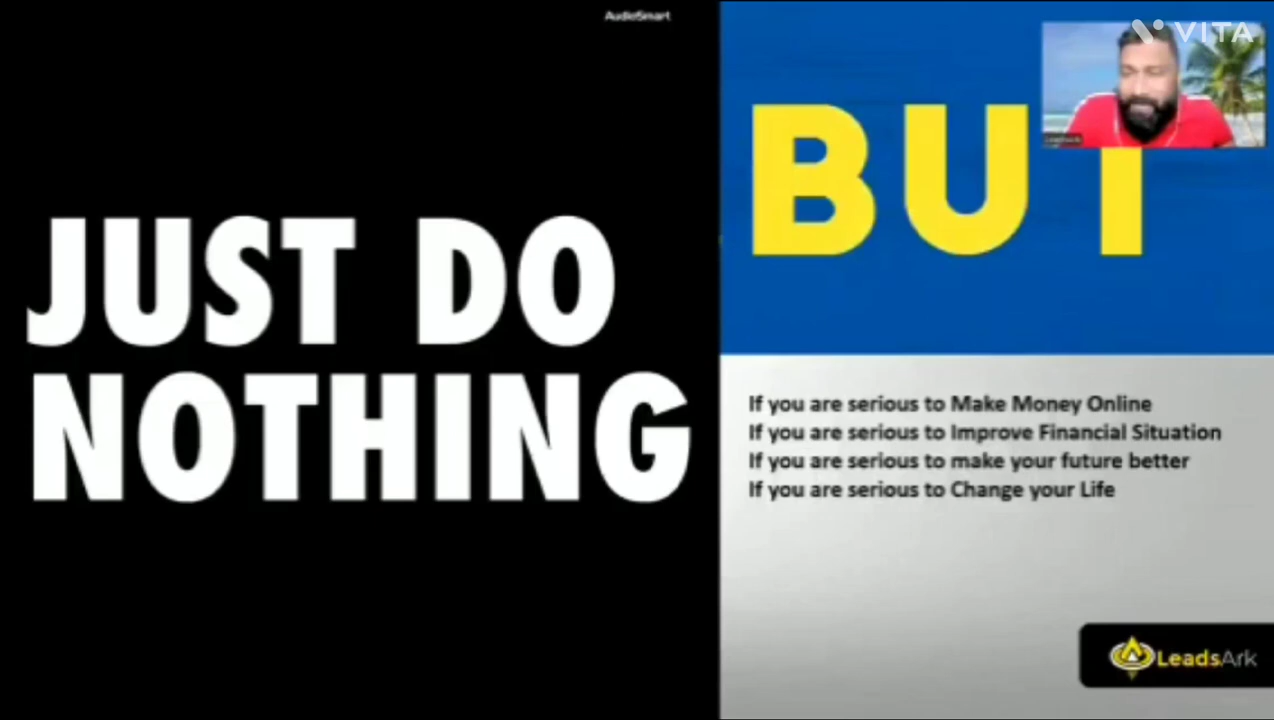 AudioSmart
JUST DO
NOTHING
VITA
BUT
If you are serious to Make Money Online
If you are serious to Improve Financial Situation
If you are serious to make your future better
If you are serious to Change your Life
LeadsArk